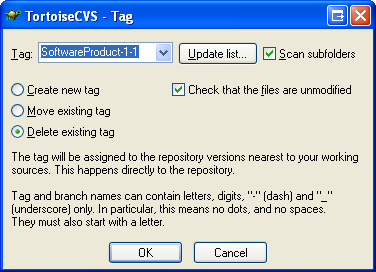 TortoiseCVS - Tag
Tag: SoftwareProduct-1-1 Update list... Scan subfolders
Create new tag Check that the files are unmodified
Move existing tag
Delete existing tag
The tag will be assigned to the repository versions nearest to your working
sources. This happens directly to the repository.
Tag and branch names can contain letters, digits, "-" (dash) and "_"
(underscore) only. In particular, this means no dots, and no spaces.
They must also start with a letter.
OK Cancel